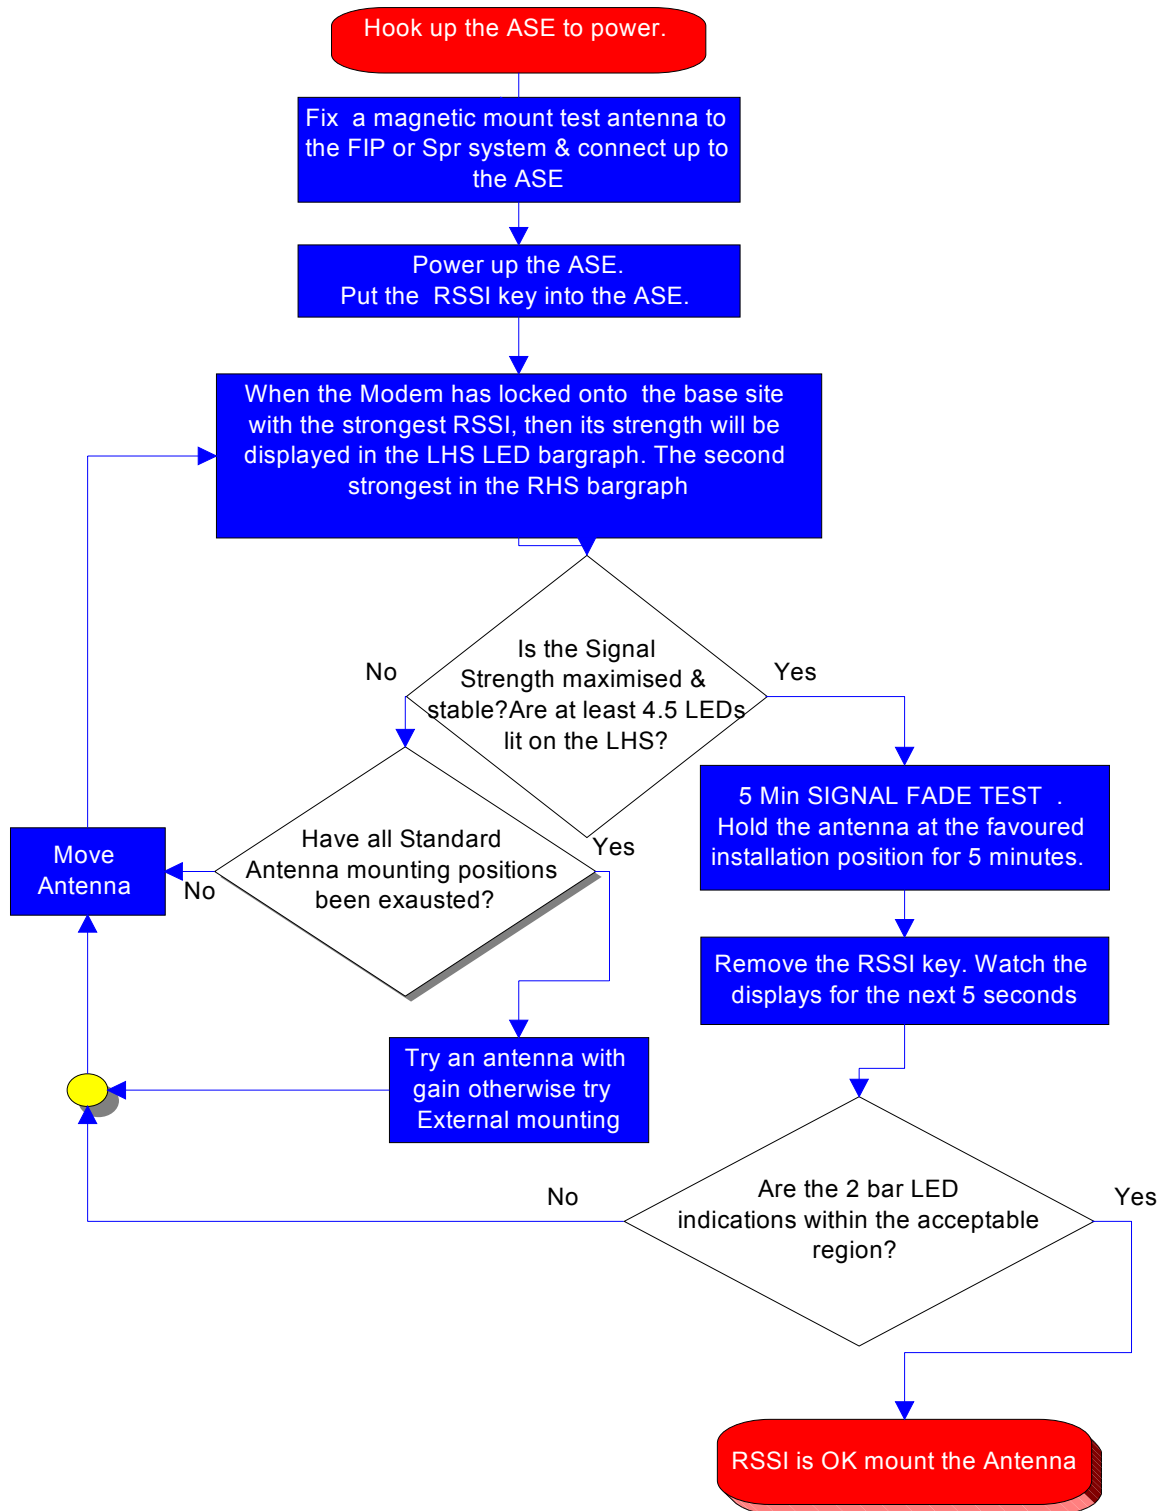 Hook up the ASE to power.
Fix a magnetic mount test antenna to
the FIP or Spr system & connect up to
the ASE
Power up the ASE.
Put the RSSI key into the ASE.
When the Modem has locked onto the base site
with the strongest RSSI, then its strength will be
displayed in the LHS LED bargraph. The second
strongest in the RHS bargraph
Is the Signal
Strength maximised &
stable?Are at least 4.5 LEDs
lit on the LHS?
No
Yes
5 Min SIGNAL FADE TEST .
Hold the antenna at the favoured
installation position for 5 minutes.
Have all Standard
Antenna mounting positions
been exausted?
Yes
No
Move
Antenna
Remove the RSSI key. Watch the
displays for the next 5 seconds
Try an antenna with
gain otherwise try
External mounting
Are the 2 bar LED
indications within the acceptable
region?
No
Yes
RSSI is OK mount the Antenna